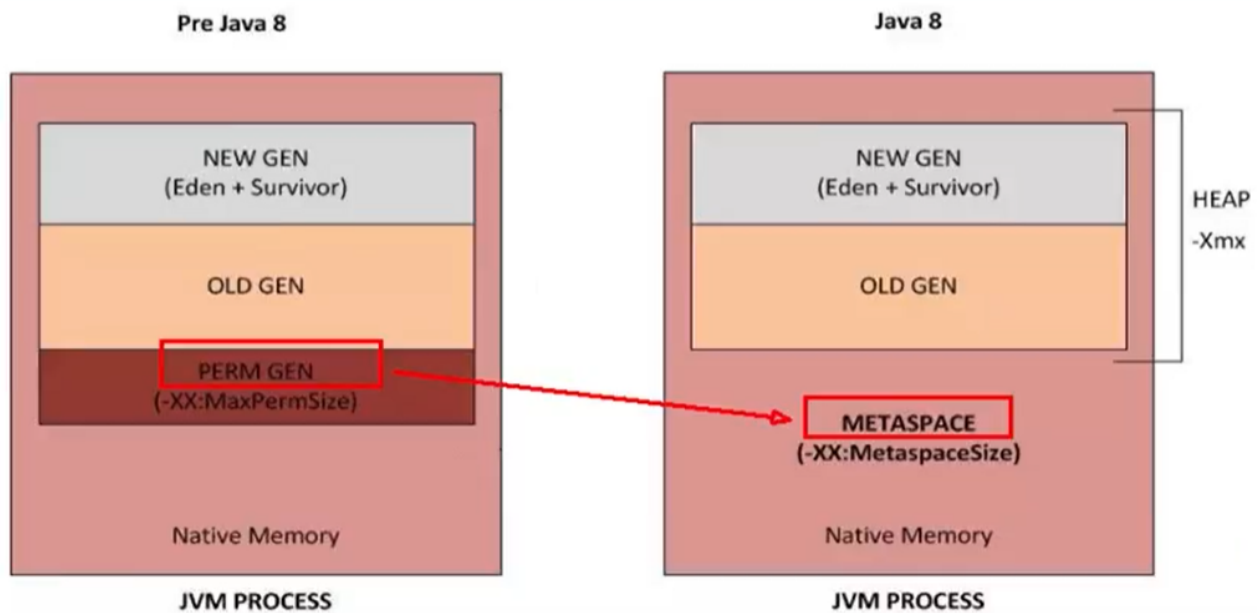 Pre Java 8
NEW GEN
(Eden + Survivor)
OLD GEN
PERM GEN
(-XX:MaxPermSize)
Native Memory
JVM PROCESS
Java 8
NEW GEN
(Eden + Survivor)
OLD GEN
HEAP
-Xmx
METASPACE
(-XX:MetaspaceSize)
Native Memory
JVM PROCESS